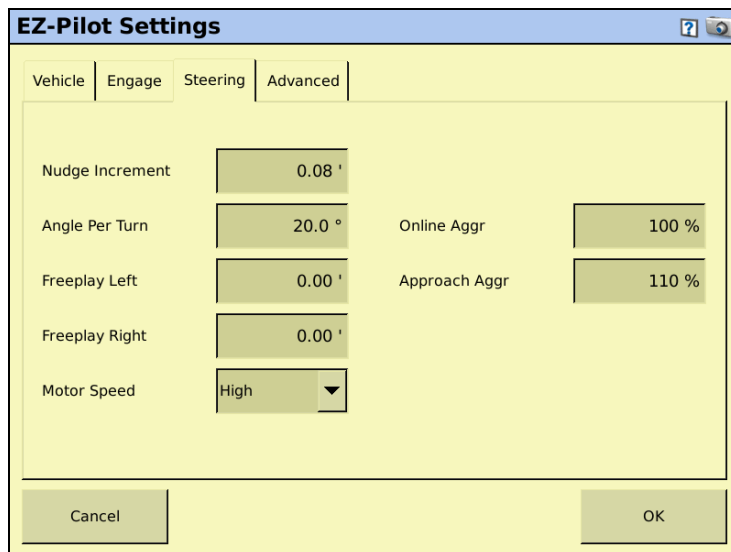 EZ-Pilot Settings
Vehicle Engage Steering Advanced
Nudge Increment 0.08 '
Angle Per Turn 20.0 ° Online Aggr 100 %
Freeplay Left 0.00 ' Approach Aggr 110 %
Freeplay Right 0.00 '
Motor Speed High
Cancel OK